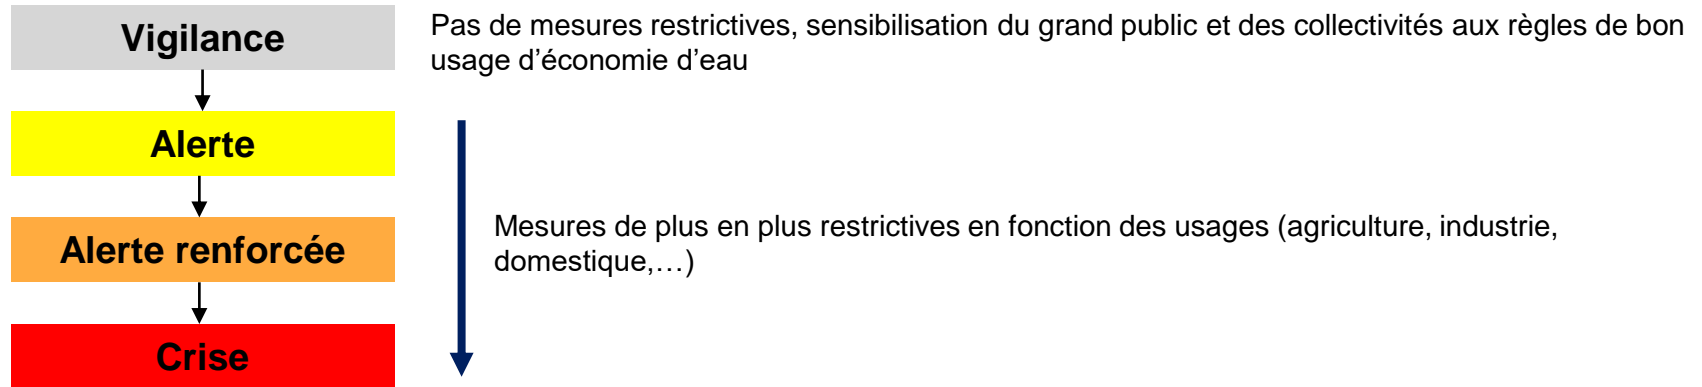 Vigilance
Pas de mesures restrictives, sensibilisation du grand public et des collectivités aux règles de bon
usage d’économie d’eau
Alerte
Alerte renforcée
Mesures de plus en plus restrictives en fonction des usages (agriculture, industrie,
domestique,…)
Crise